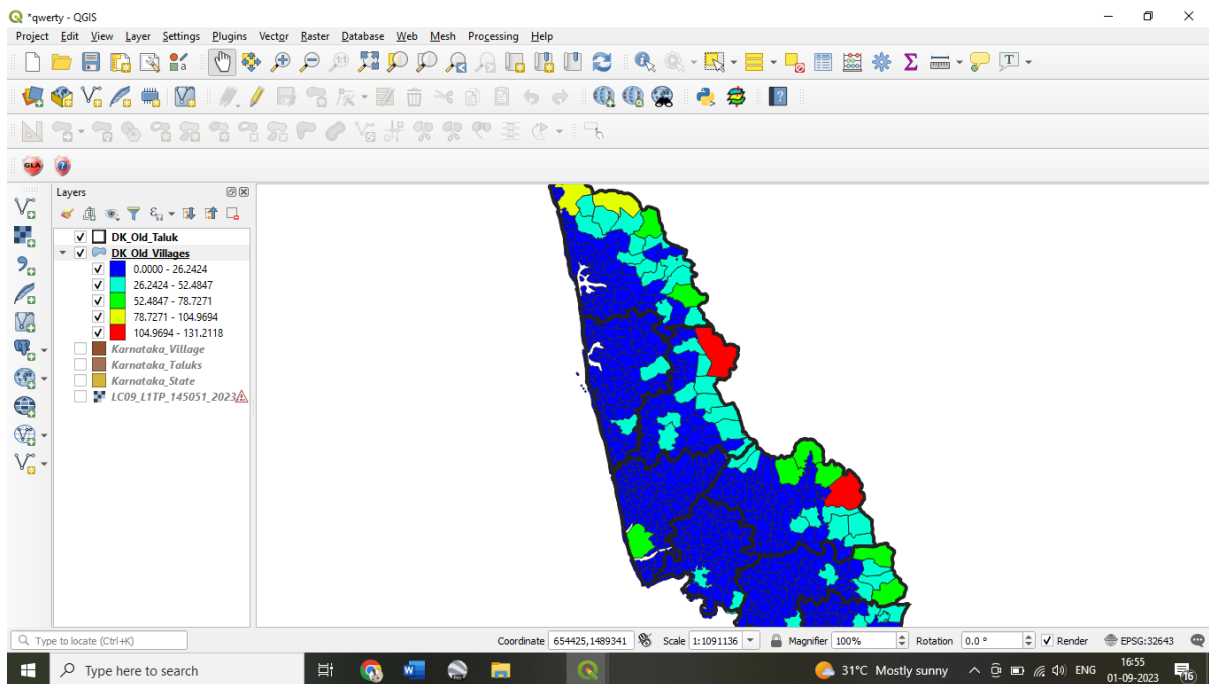 *qwerty - QGIS
Project Edit View Layer Settings Plugins Vector Raster Database Web Mesh Processing Help
GLA
Layers
DK_Old_Taluk
DK_Old_Villages
0.0000 - 26.2424
26.2424 - 52.4847
52.4847 - 78.7271
78.7271 - 104.9694
104.9694 - 131.2118
Karnataka_Village
Karnataka_Taluks
Karnataka_State
LC09_L1TP_145051_2023
Type to locate (Ctrl+K) Coordinate 654425,1489341 Scale 1:1091136 Magnifier 100% Rotation 0.0 ° Render EPSG:32643
Type here to search 31°C Mostly sunny ENG 16:55
01-09-2023 16